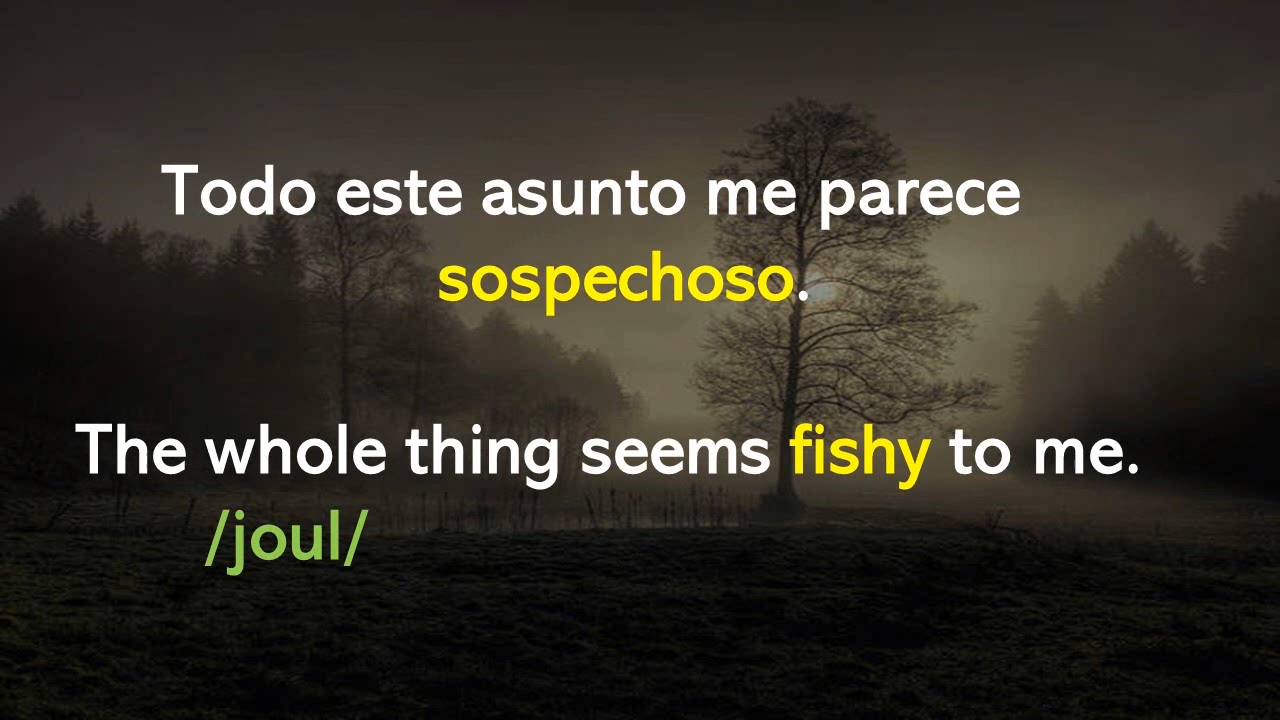 Todo este asunto me parece
sospechoso.
The whole thing seems fishy to me.
/joul/